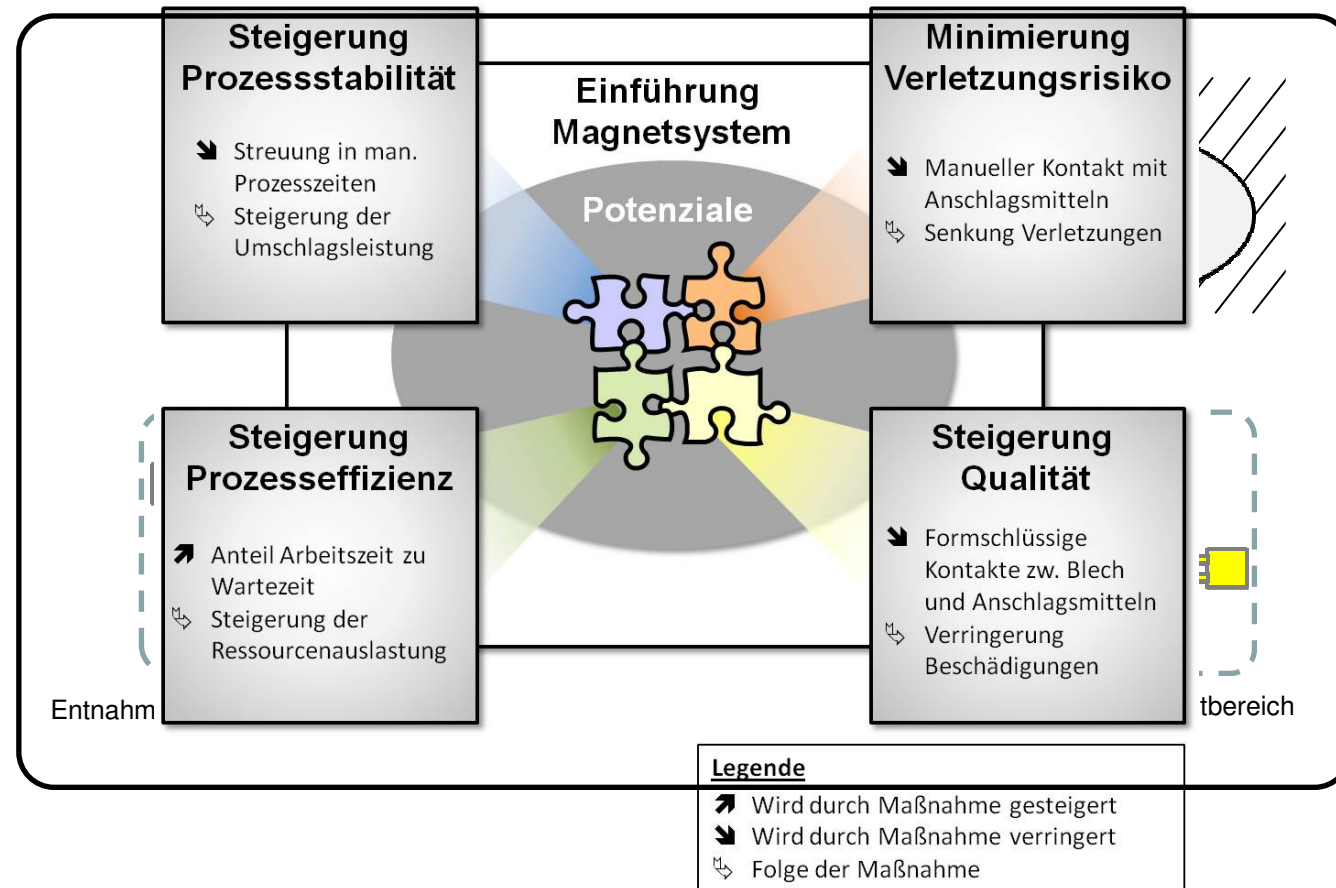 Steigerung
Prozessstabilität
🡮 Streuung in man.
Prozesszeiten
Steigerung der
Umschlagsleistung
Einführung
Magnetsystem
Potenziale
Minimierung
Verletzungsrisiko
🡮 Manueller Kontakt mit
Anschlagsmitteln
Senkung Verletzungen
Steigerung
Prozesseffizienz
🡭 Anteil Arbeitszeit zu
Wartezeit
Steigerung der
Ressourcenauslastung
Steigerung
Qualität
🡮 Formschlüssige
Kontakte zw. Blech
und Anschlagsmitteln
Verringerung
Beschädigungen
Entnahm
tbereich
Legende
🡭 Wird durch Maßnahme gesteigert
🡮 Wird durch Maßnahme verringert
Folge der Maßnahme